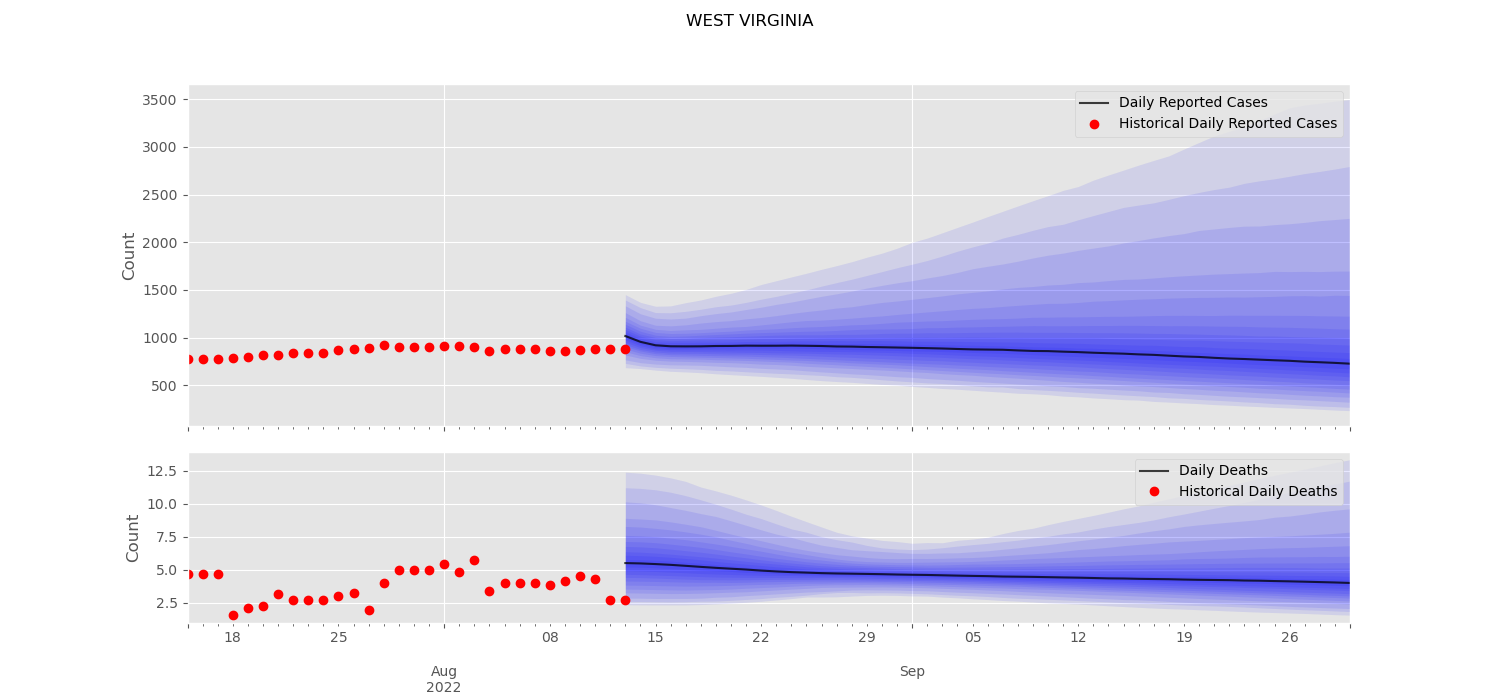 WEST VIRGINIA
3500
3000
2500
2000
1500
1000
500
Count
Daily Reported Cases
Historical Daily Reported Cases
12.5
10.0
7.5
5.0
2.5
Count
Daily Deaths
Historical Daily Deaths
18 25 08 15 22 29 05 12 19 26
Aug Sep
2022